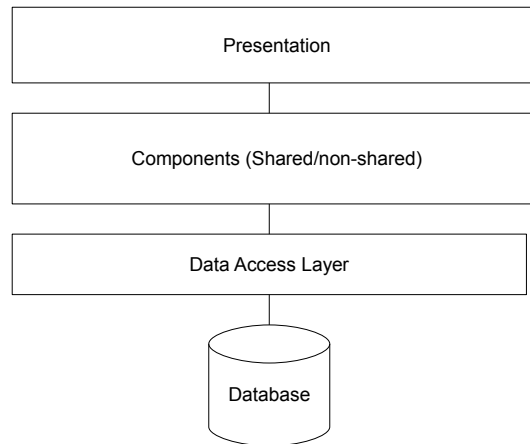 Presentation
Components (Shared/non-shared)
Data Access Layer
Database